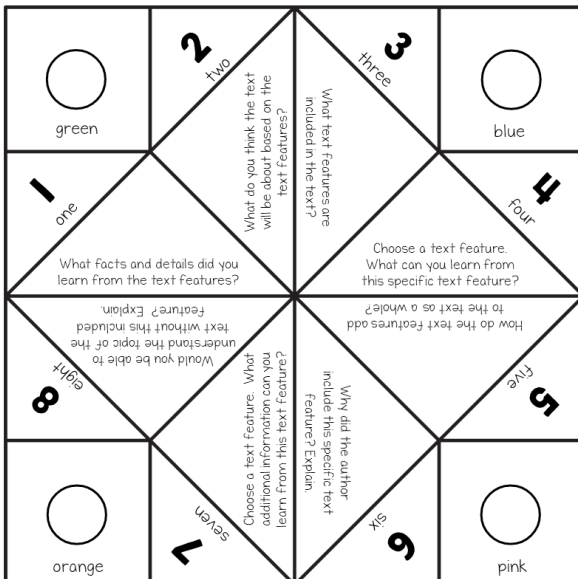 green
2
two
3
three
blue
1
one
What do you think the text
will be about based on the
text features?
What text features are
included in the text?
4
four
What facts and details did you
learn from the text features?
Choose a text feature.
What can you learn from
this specific text feature?
Would you be able to
understand the topic of the
text without this included
feature? Explain.
How do the text features add
to the text as a whole?
8
eight
Choose a text feature. What
additional information can you
learn from this text feature?
Why did the author
include this specific text
feature? Explain.
5
five
orange
7
seven
6
six
pink